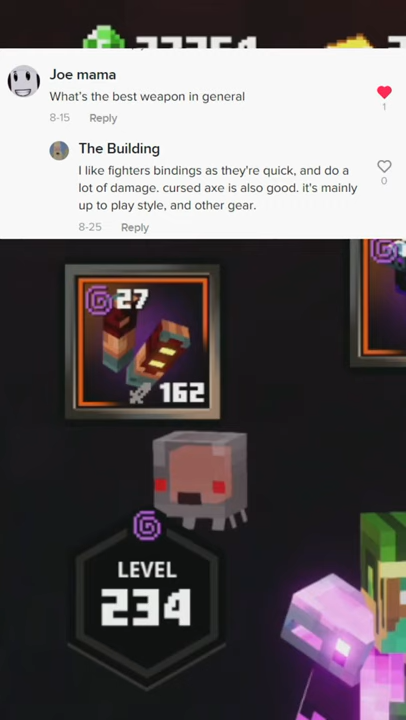 Joe mama
What's the best weapon in general
1
8-15 Reply
The Building
I like fighters bindings as they're quick, and do a
lot of damage. cursed axe is also good. it's mainly
up to play style, and other gear.
0
8-25 Reply
27
162
LEVEL
234